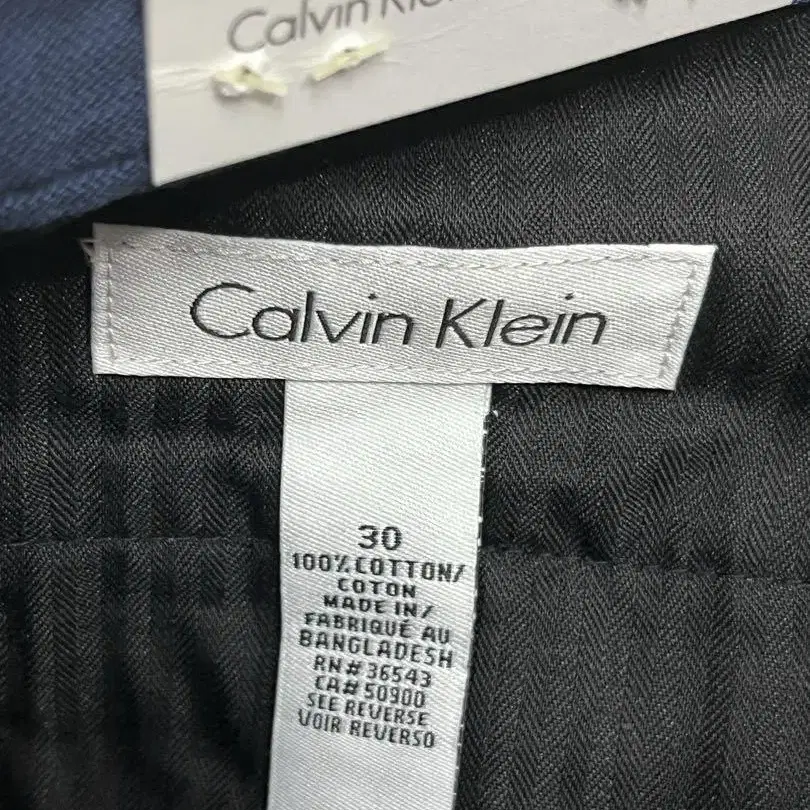 Calvin
Calvin Klein
30
100% COTTON/
COTON
MADE IN/
FABRIQUÉ AU
BANGLADESH
RN# 36543
CA# 50900
SEE REVERSE
VOIR REVERSO